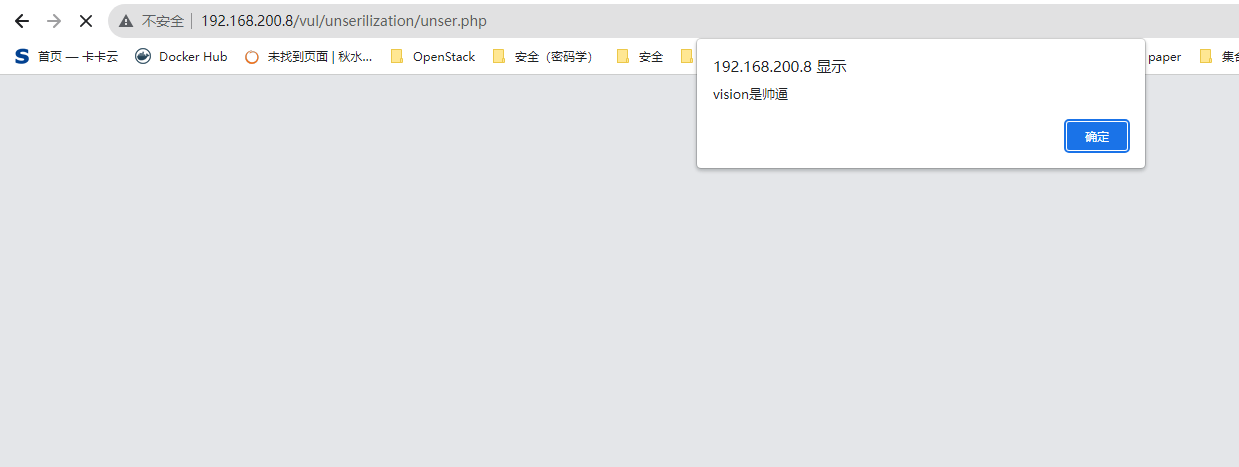 不安全 192.168.200.8/vul/unserilization/unser.php
首页 — 卡卡云 Docker Hub 未找到页面 | 秋水... OpenStack 安全（密码学） 安全 paper 集合
192.168.200.8 显示
vision是帅逼
确定